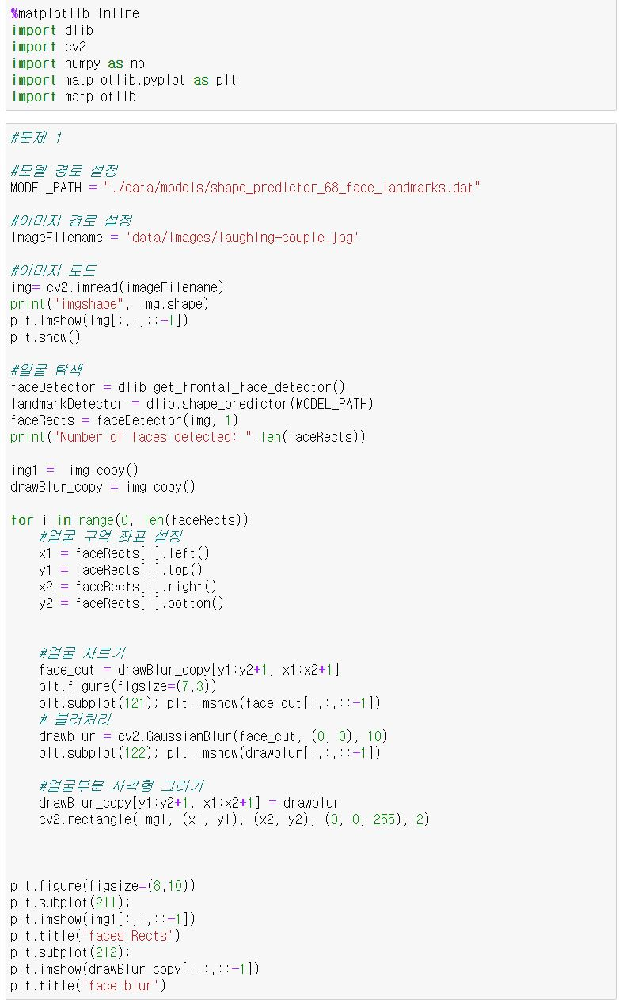 %matplotlib inline
import dlib
import cv2
import numpy as np
import matplotlib.pyplot as plt
import matplotlib
#문제 1
#모델 경로 설정
MODEL_PATH = "./data/models/shape_predictor_68_face_landmarks.dat"
#이미지 경로 설정
imageFilename = 'data/images/laughing-couple.jpg'
#이미지 로드
img= cv2.imread(imageFilename)
print("imgshape", img.shape)
plt.imshow(img[:,:,::-1])
plt.show()
#얼굴 탐색
faceDetector = dlib.get_frontal_face_detector()
landmarkDetector = dlib.shape_predictor(MODEL_PATH)
faceRects = faceDetector(img, 1)
print("Number of faces detected: ",len(faceRects))
img1 =  img.copy()
drawBlur_copy = img.copy()
for i in range(0, len(faceRects)):
    #얼굴 구역 좌표 설정
    x1 = faceRects[i].left()
    y1 = faceRects[i].top()
    x2 = faceRects[i].right()
    y2 = faceRects[i].bottom()
    #얼굴 자르기
    face_cut = drawBlur_copy[y1:y2+1, x1:x2+1]
    plt.figure(figsize=(7,3))
    plt.subplot(121); plt.imshow(face_cut[:,:,::-1])
    # 블러처리
    drawblur = cv2.GaussianBlur(face_cut, (0, 0), 10)
    plt.subplot(122); plt.imshow(drawblur[:,:,::-1])
    #얼굴부분 사각형 그리기
    drawBlur_copy[y1:y2+1, x1:x2+1] = drawblur
    cv2.rectangle(img1, (x1, y1), (x2, y2), (0, 0, 255), 2)
plt.figure(figsize=(8,10))
plt.subplot(211);
plt.imshow(img1[:,:,::-1])
plt.title('faces Rects')
plt.subplot(212);
plt.imshow(drawBlur_copy[:,:,::-1])
plt.title('face blur')